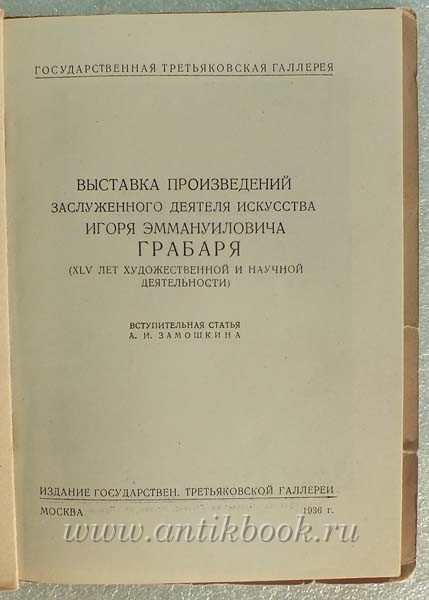 ГОСУДАРСТВЕННАЯ ТРЕТЬЯКОВСКАЯ ГАЛЛЕРЕЯ
ВЫСТАВКА ПРОИЗВЕДЕНИЙ
ЗАСЛУЖЕННОГО ДЕЯТЕЛЯ ИСКУССТВА
ИГОРЯ ЭММАНУИЛОВИЧА
ГРАБАРЯ
(XLV ЛЕТ ХУДОЖЕСТВЕННОЙ И НАУЧНОЙ
ДЕЯТЕЛЬНОСТИ)
ВСТУПИТЕЛЬНАЯ СТАТЬЯ
А. И. ЗАМОШКИНА
ИЗДАНИЕ ГОСУДАРСТВЕН. ТРЕТЬЯКОВСКОЙ ГАЛЛЕРЕИ
МОСКВА 1936 г.
www.antikbook.ru